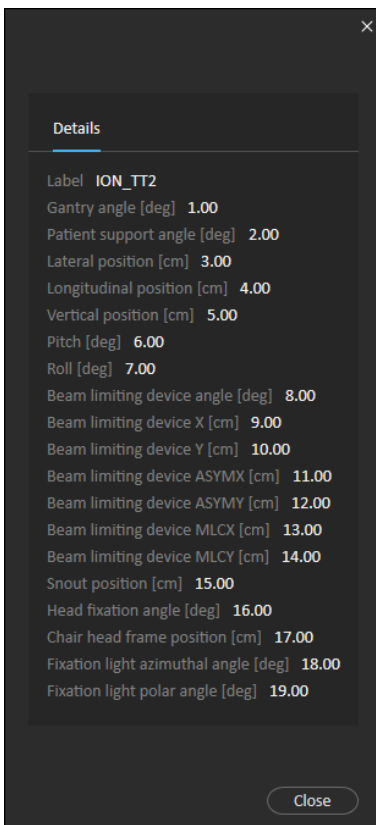 Details
Label ION_TT2
Gantry angle [deg] 1.00
Patient support angle [deg] 2.00
Lateral position [cm] 3.00
Longitudinal position [cm] 4.00
Vertical position [cm] 5.00
Pitch [deg] 6.00
Roll [deg] 7.00
Beam limiting device angle [deg] 8.00
Beam limiting device X [cm] 9.00
Beam limiting device Y [cm] 10.00
Beam limiting device ASYMX [cm] 11.00
Beam limiting device ASYMY [cm] 12.00
Beam limiting device MLCX [cm] 13.00
Beam limiting device MLCY [cm] 14.00
Snout position [cm] 15.00
Head fixation angle [deg] 16.00
Chair head frame position [cm] 17.00
Fixation light azimuthal angle [deg] 18.00
Fixation light polar angle [deg] 19.00
Close